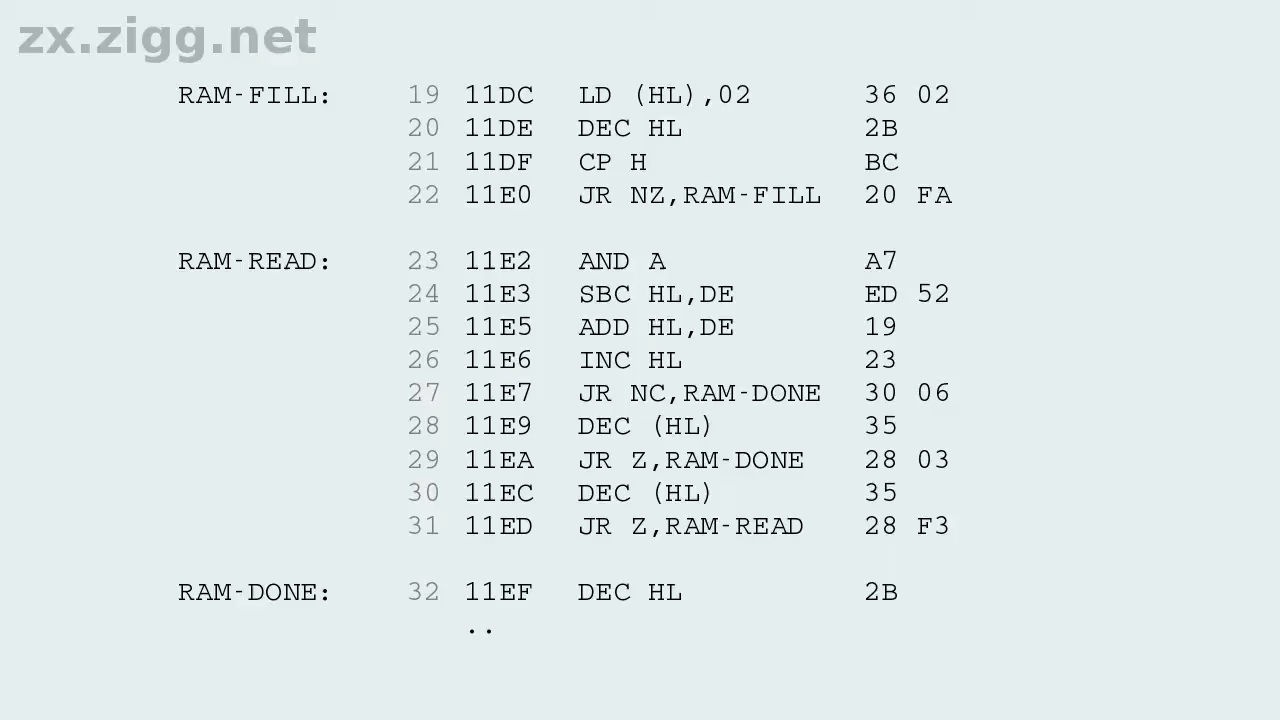 zx.zigg.net
RAM-FILL: 19 11DC LD (HL),02 36 02
20 11DE DEC HL 2B
21 11DF CP H BC
22 11E0 JR NZ,RAM-FILL 20 FA
RAM-READ: 23 11E2 AND A A7
24 11E3 SBC HL,DE ED 52
25 11E5 ADD HL,DE 19
26 11E6 INC HL 23
27 11E7 JR NC,RAM-DONE 30 06
28 11E9 DEC (HL) 35
29 11EA JR Z,RAM-DONE 28 03
30 11EC DEC (HL) 35
31 11ED JR Z,RAM-READ 28 F3
RAM-DONE: 32 11EF DEC HL 2B
..